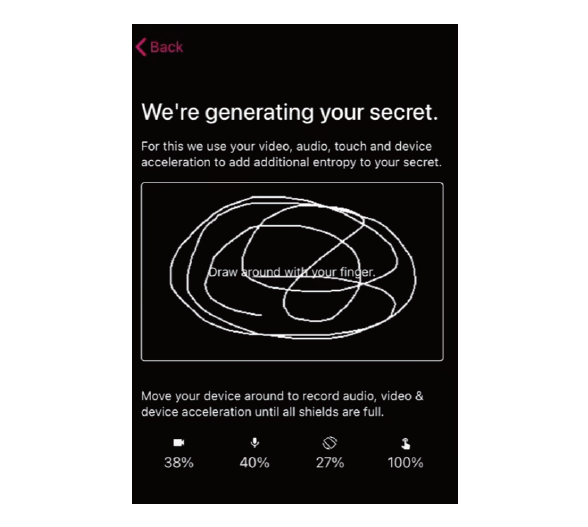 Back
We're generating your secret.
For this we use your video, audio, touch and device
acceleration to add additional entropy to your secret.
Draw around with your finger.
Move your device around to record audio, video &
device acceleration until all shields are full.
38% 40% 27% 100%